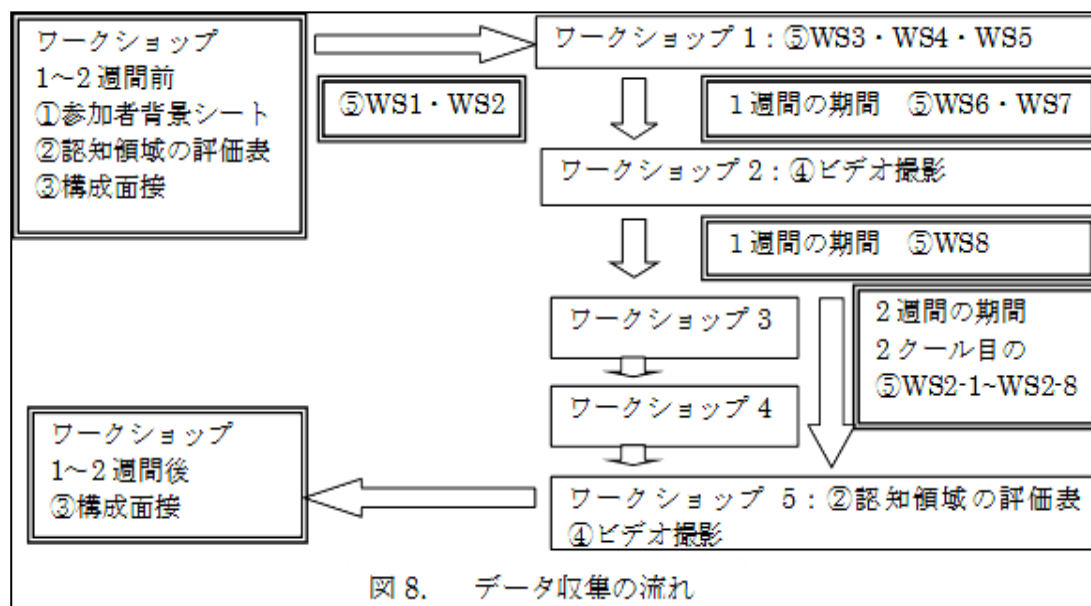 ワークショップ
1～2週間前
①参加者背景シート
②認知領域の評価表
③構成面接
⑤WS1・WS2
ワークショップ 1：⑤WS3・WS4・WS5
1週間の期間 ⑤WS6・WS7
ワークショップ 2：④ビデオ撮影
1週間の期間 ⑤WS8
ワークショップ 3
2週間の期間
2クール目の
⑤WS2-1~WS2-8
ワークショップ 4
ワークショップ 5：②認知領域の評価表
④ビデオ撮影
ワークショップ
1～2週間後
③構成面接
図 8. データ収集の流れ